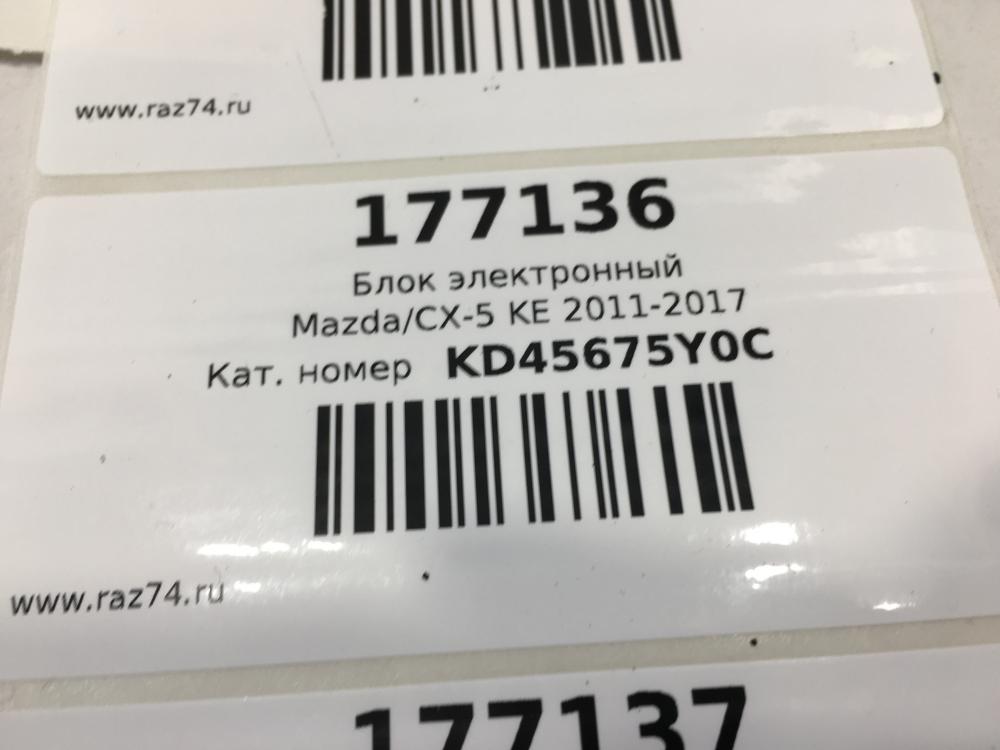 www.raz74.ru
177136
Блок электронный
Mazda/CX-5 KE 2011-2017
Кат. номер KD45675Y0C
www.raz74.ru
177137